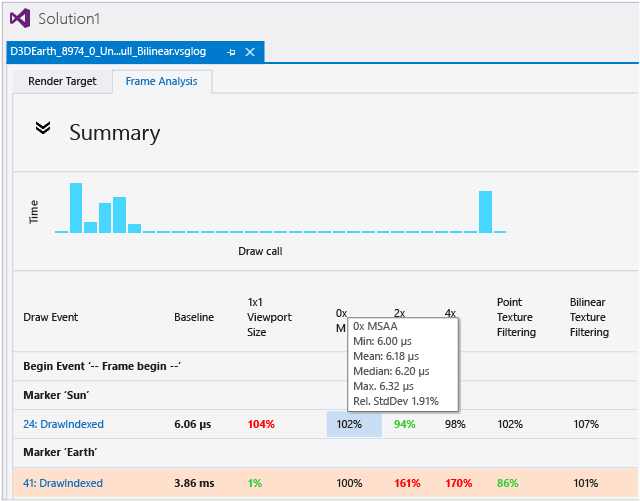 Solution1
D3DEarth_8974_0_Un...ull_Bilinear.vsglog
Render Target Frame Analysis
Summary
Time
Draw call
Draw Event Baseline 1x1 Viewport Size 0x M 2x 4x Point Texture Filtering Bilinear Texture Filtering
0x MSAA
Min: 6.00 µs
Mean: 6.18 µs
Median: 6.20 µs
Max. 6.32 µs
Rel. StdDev 1.91%
Begin Event '-- Frame begin --'
Marker 'Sun'
24: DrawIndexed 6.06 µs 104% 102% 94% 98% 102% 107%
Marker 'Earth'
41: DrawIndexed 3.86 ms 1% 100% 161% 170% 86% 101%